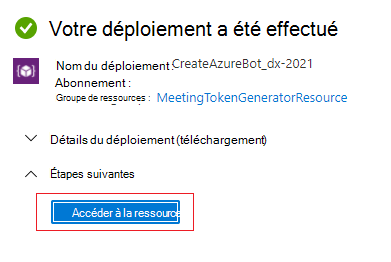 Votre déploiement a été effectué
Nom du déploiement : CreateAzureBot_dx-2021
Abonnement :
Groupe de ressources : MeetingTokenGeneratorResource
Détails du déploiement (téléchargement)
Étapes suivantes
Accéder à la ressource